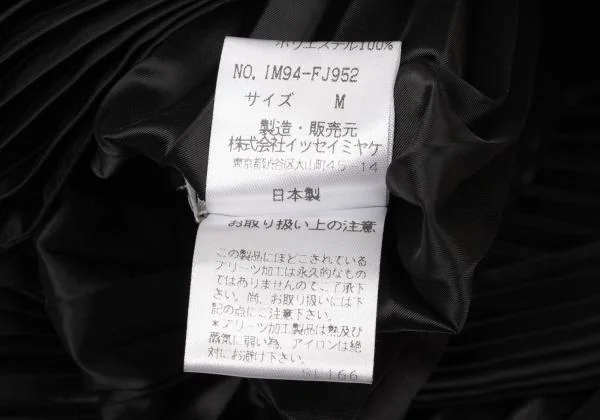 ポリエステル100%
NO. IM94-FJ952
サイズ M
製造・販売元
株式会社イッセイミヤケ
東京都渋谷区大山町45-14
日本製
お取り扱い上の注意
この製品にほどこされている
プリーツ加工は永久的なもの
ではありませんのでご了承下
さい。尚、お取り扱いには下
記の点にご注意下さい。
*プリーツ加工製品は熱及び
蒸気に弱い為、アイロンは絶
対にお避け下さい。